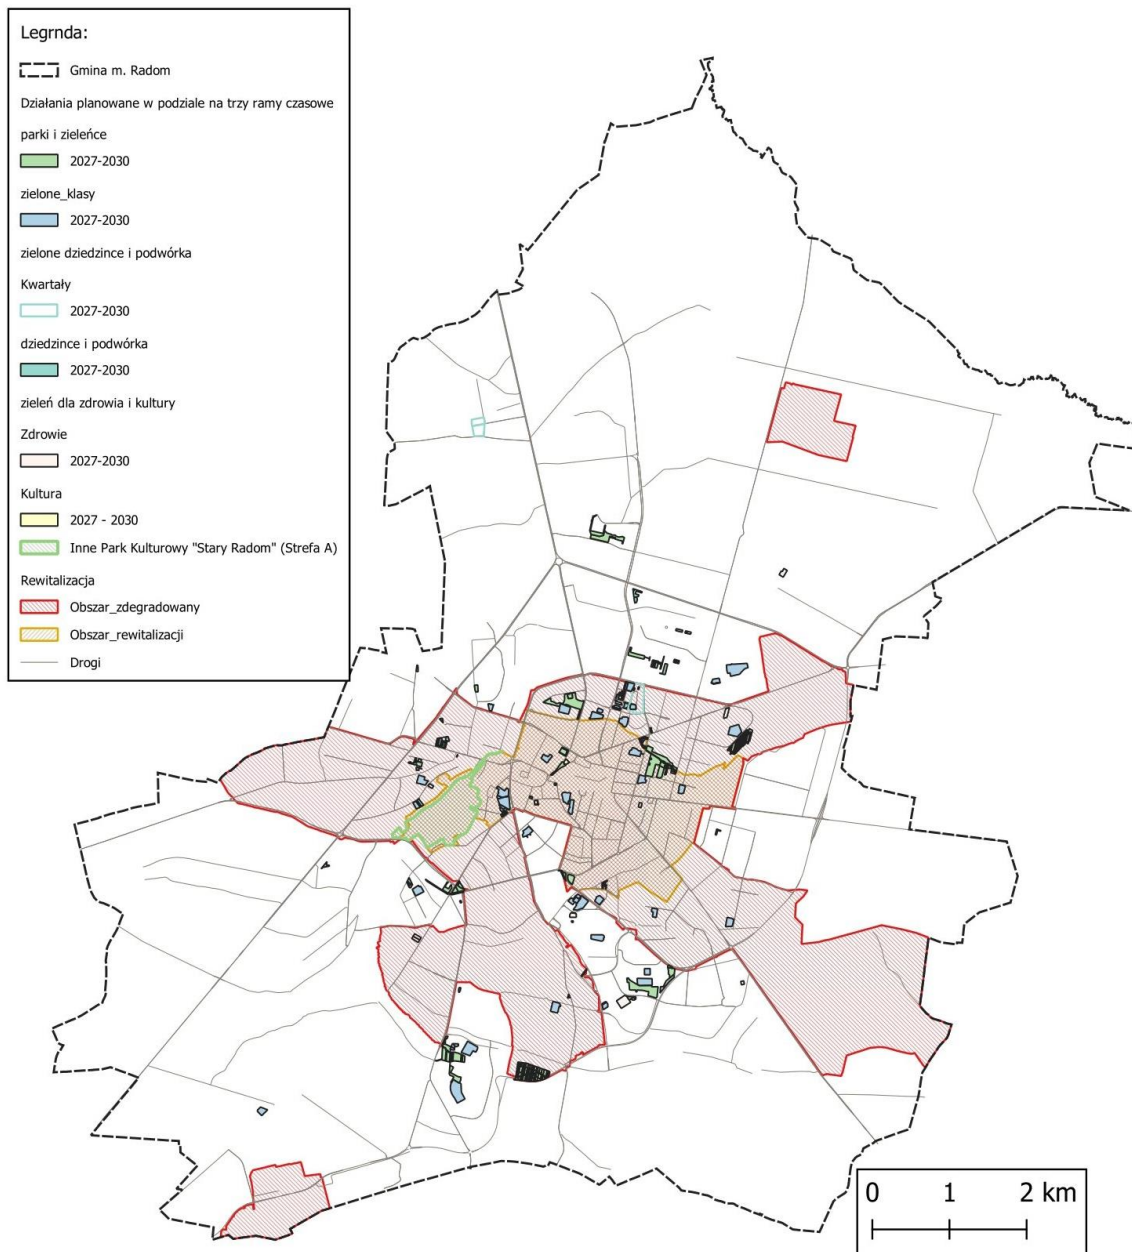 Legrnda:
Gmina m. Radom
Działania planowane w podziale na trzy ramy czasowe
parki i zieleńce
2027-2030
zielone_klasy
2027-2030
zielone dziedzince i podwórka
Kwartały
2027-2030
dziedzince i podwórka
2027-2030
zieleń dla zdrowia i kultury
Zdrowie
2027-2030
Kultura
2027 - 2030
Inne Park Kulturowy "Stary Radom" (Strefa A)
Rewitalizacja
Obszar_zdegradowany
Obszar_rewitalizacji
Drogi
0 1 2 km